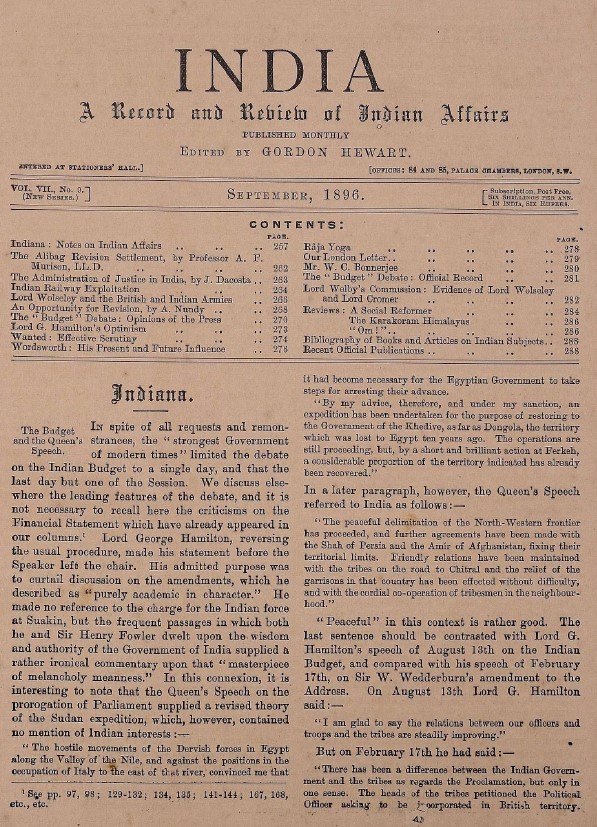 INDIA
A Record and Review of Indian Affairs
PUBLISHED MONTHLY
EDITED BY GORDON HEWART.
ENTERED AT STATIONERS' HALL.]
[OFFICES: 84 AND 85, PALACE CHAMBERS, LONDON, S.W.
VOL. VII., No. 9.]
(NEW SERIES.)
SEPTEMBER, 1896.
[Subscription, Post Free,
SIX SHILLINGS PER ANN.
IN INDIA, SIX RUPEES.
CONTENTS:
PAGE.
Indiana: Notes on Indian Affairs .. .. .. 257
The Alibag Revision Settlement, by Professor A. F.
Murison, LL.D. .. .. .. .. 262
The Administration of Justice in India, by J. Dacosta .. 263
Indian Railway Exploitation .. .. .. 264
Lord Wolseley and the British and Indian Armies .. 266
An Opportunity for Revision, by A. Nundy .. .. 268
The "Budget" Debate: Opinions of the Press .. 270
Lord G. Hamilton's Optimism .. .. .. 273
Wanted: Effective Scrutiny .. .. .. 274
Wordsworth: His Present and Future Influence .. 275
PAGE.
Rája Yoga .. .. .. .. .. 278
Our London Letter .. .. .. .. .. 279
Mr. W. C. Bonnerjee .. .. .. .. 280
The "Budget" Debate: Official Record .. .. 281
Lord Welby's Commission: Evidence of Lord Wolseley
and Lord Cromer .. .. .. .. 282
Reviews: A Social Reformer .. .. .. 284
The Karakoram Himalayas .. .. 286
"Om!" .. .. .. .. .. 286
Bibliography of Books and Articles on Indian Subjects .. 288
Recent Official Publications .. .. .. .. 288
Indiana.
The Budget
and the Queen's
Speech.
IN spite of all requests and remon-
strances, the "strongest Government
of modern times" limited the debate
on the Indian Budget to a single day, and that the
last day but one of the Session. We discuss else-
where the leading features of the debate, and it is
not necessary to recall here the criticisms on the
Financial Statement which have already appeared in
our columns.¹ Lord George Hamilton, reversing
the usual procedure, made his statement before the
Speaker left the chair. His admitted purpose was
to curtail discussion on the amendments, which he
described as "purely academic in character." He
made no reference to the charge for the Indian force
at Suakin, but the frequent passages in which both
he and Sir Henry Fowler dwelt upon the wisdom
and authority of the Government of India supplied a
rather ironical commentary upon that "masterpiece
of melancholy meanness." In this connexion, it is
interesting to note that the Queen's Speech on the
prorogation of Parliament supplied a revised theory
of the Sudan expedition, which, however, contained
no mention of Indian interests:—
"The hostile movements of the Dervish forces in Egypt
along the Valley of the Nile, and against the positions in the
occupation of Italy to the east of that river, convinced me that
¹ See pp. 97, 98; 129-132; 134, 135; 141-144; 167, 168,
etc., etc.
it had become necessary for the Egyptian Government to take
steps for arresting their advance.
"By my advice, therefore, and under my sanction, an
expedition has been undertaken for the purpose of restoring to
the Government of the Khedive, as far as Dongola, the territory
which was lost to Egypt ten years ago. The operations are
still proceeding; but, by a short and brilliant action at Ferkeh,
a considerable proportion of the territory indicated has already
been recovered."
In a later paragraph, however, the Queen's Speech
referred to India as follows:—
"The peaceful delimitation of the North-Western frontier
has proceeded, and further agreements have been made with
the Shah of Persia and the Amir of Afghanistan, fixing their
territorial limits. Friendly relations have been maintained
with the tribes on the road to Chitral and the relief of the
garrisons in that country has been effected without difficulty,
and with the cordial co-operation of tribesmen in the neighbour-
hood."
"Peaceful" in this context is rather good. The
last sentence should be contrasted with Lord G.
Hamilton's speech of August 13th on the Indian
Budget, and compared with his speech of February
17th, on Sir W. Wedderburn's amendment to the
Address. On August 13th Lord G. Hamilton
said:—
"I am glad to say the relations between our officers and
troops and the tribes are steadily improving."
But on February 17th he had said:—
"There has been a difference between the Indian Govern-
ment and the tribes as regards the Proclamation, but only in
one sense. The heads of the tribes petitioned the Political
Officer asking to be incorporated in British territory.